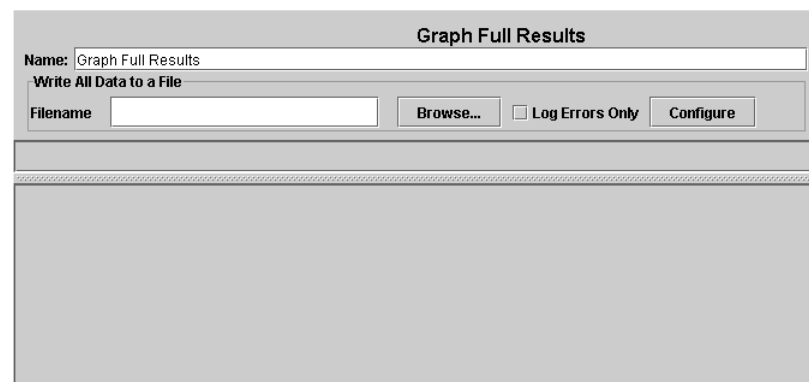 Graph Full Results
Name: Graph Full Results
Write All Data to a File
Filename Browse... Log Errors Only Configure